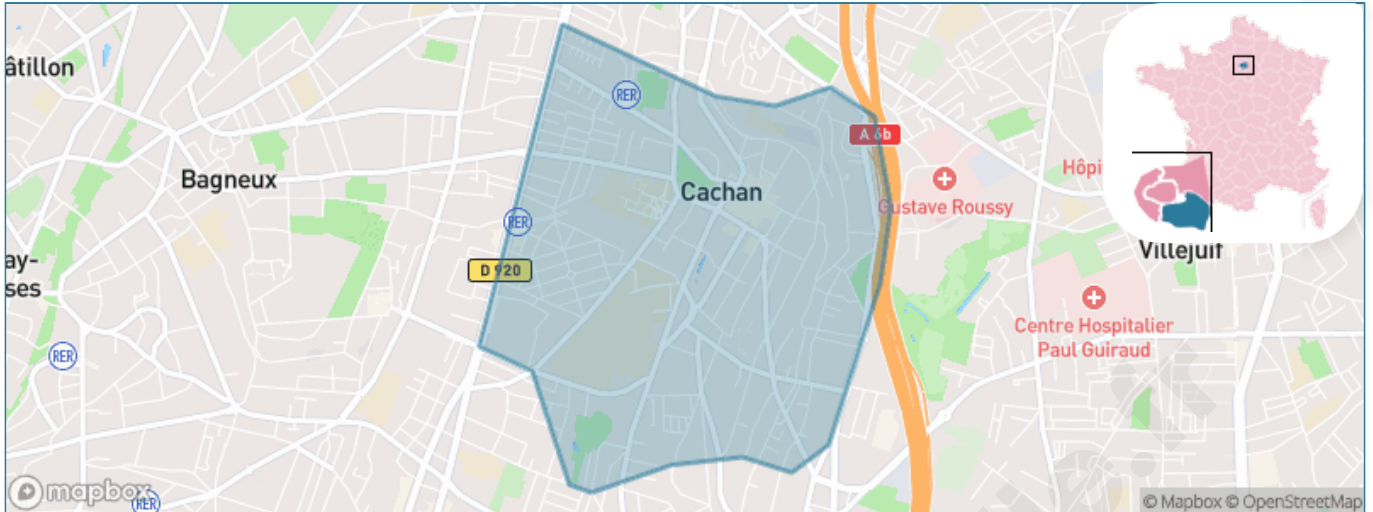 âtillon
RER
A 6b
Bagneux
Cachan
Hôpi
Gustave Roussy
RER
Villejuif
ay-
ses
D 920
Centre Hospitalier
Paul Guiraud
RER
mapbox
RER
© Mapbox © OpenStreetMap